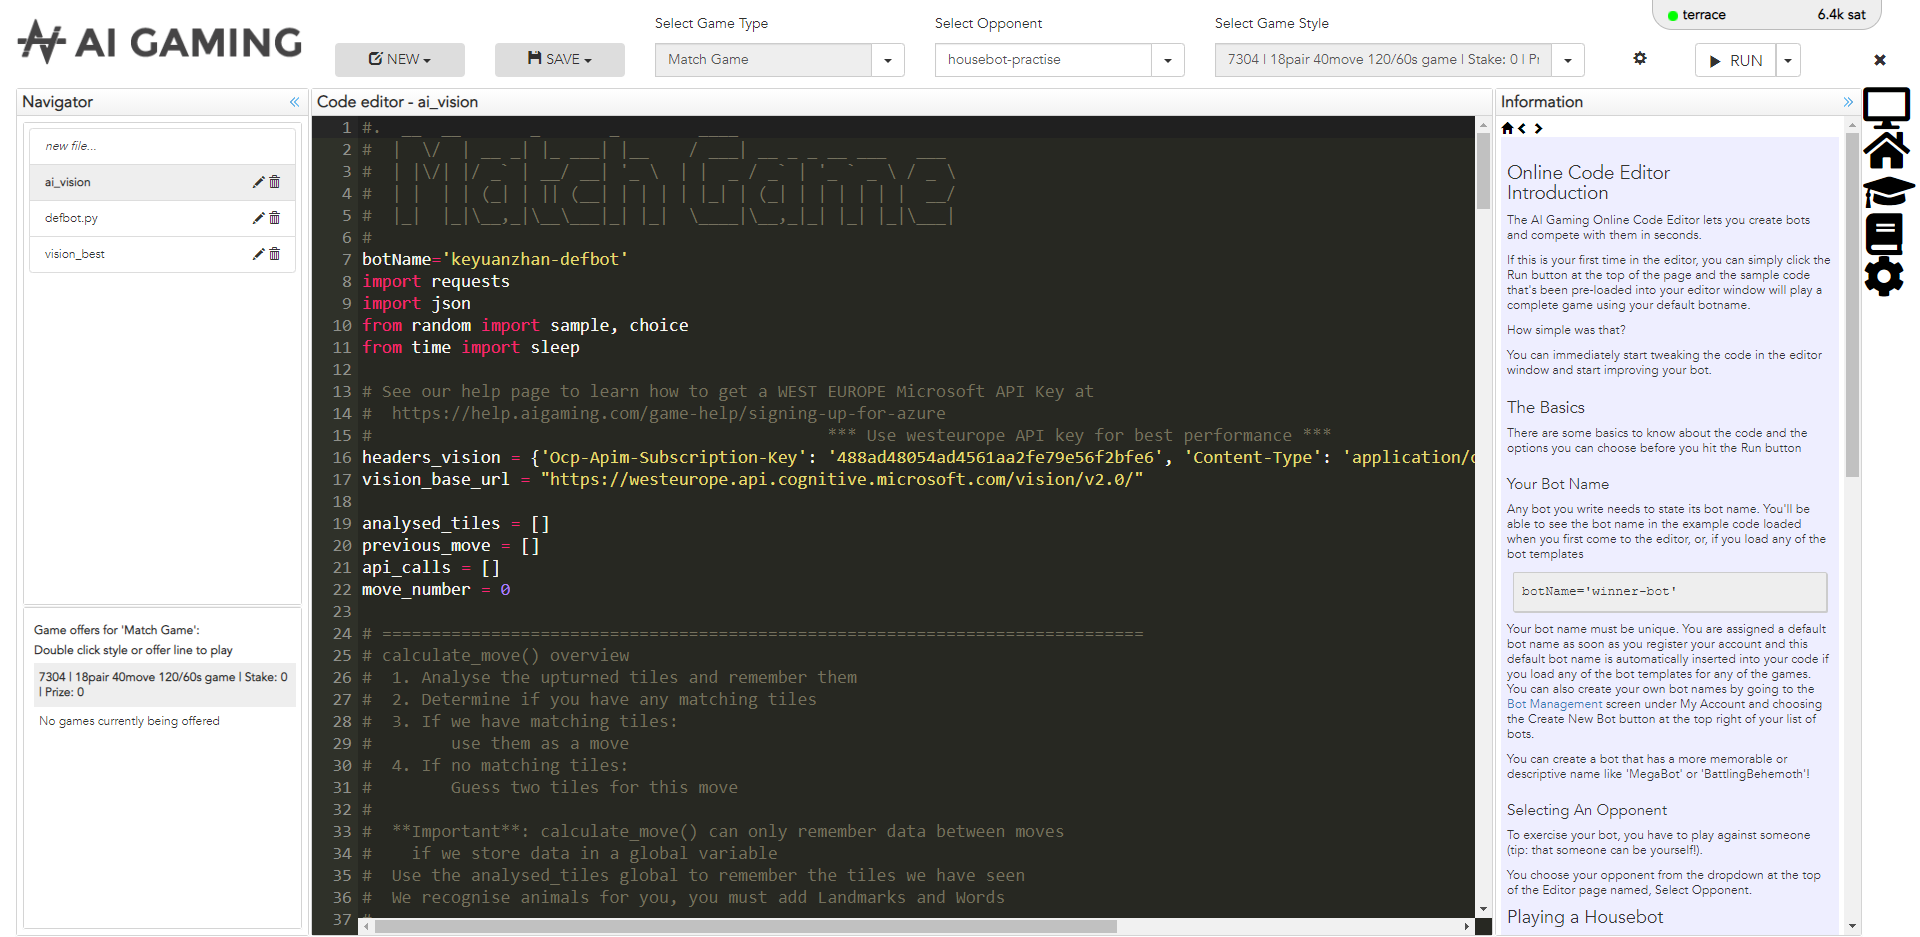 AI GAMING
NEW
SAVE
Select Game Type
Match Game
Select Opponent
housebot-practise
Select Game Style
7304 | 18pair 40move 120/60s game | Stake: 0 | Pr
terrace
6.4k sat
RUN
Navigator
new file...
ai_vision
defbot.py
vision_best
Game offers for 'Match Game':
Double click style or offer line to play
7304 | 18pair 40move 120/60s game | Stake: 0
| Prize: 0
No games currently being offered
Code editor - ai_vision
1 #.  __  __       _       _        ____
2 # |  \/  | __ _| |_ ___| |__    / ___| __ _ _ __ ___   ___
3 # | |\/| |/ _` | __/ __| '_ \  | |  _ / _` | '_ ` _ \ / _ \
4 # | |  | | (_| | || (__| | | | | |_| | (_| | | | | | |  __/
5 # |_|  |_|\__,_|\__\___|_| |_|  \____|\__,_|_| |_| |_|\___|
6 #
7 botName='keyuanzhan-defbot'
8 import requests
9 import json
10 from random import sample, choice
11 from time import sleep
12
13 # See our help page to learn how to get a WEST EUROPE Microsoft API Key at
14 #  https://help.aigaming.com/game-help/signing-up-for-azure
15 #                                              *** Use westeurope API key for best performance ***
16 headers_vision = {'Ocp-Apim-Subscription-Key': '488ad48054ad4561aa2fe79e56f2bfe6', 'Content-Type': 'application/o
17 vision_base_url = "https://westeurope.api.cognitive.microsoft.com/vision/v2.0/"
18
19 analysed_tiles = []
20 previous_move = []
21 api_calls = []
22 move_number = 0
23
24 # =============================================================================
25 # calculate_move() overview
26 #  1. Analyse the upturned tiles and remember them
27 #  2. Determine if you have any matching tiles
28 #  3. If we have matching tiles:
29 #        use them as a move
30 #  4. If no matching tiles:
31 #        Guess two tiles for this move
32 #
33 #  **Important**: calculate_move() can only remember data between moves
34 #    if we store data in a global variable
35 #  Use the analysed_tiles global to remember the tiles we have seen
36 #  We recognise animals for you, you must add Landmarks and Words
37 #
Information
Online Code Editor
Introduction
The AI Gaming Online Code Editor lets you create bots
and compete with them in seconds.
If this is your first time in the editor, you can simply click the
Run button at the top of the page and the sample code
that's been pre-loaded into your editor window will play a
complete game using your default botname.
How simple was that?
You can immediately start tweaking the code in the editor
window and start improving your bot.
The Basics
There are some basics to know about the code and the
options you can choose before you hit the Run button
Your Bot Name
Any bot you write needs to state its bot name. You'll be
able to see the bot name in the example code loaded
when you first come to the editor, or, if you load any of the
bot templates
botName='winner-bot'
Your bot name must be unique. You are assigned a default
bot name as soon as you register your account and this
default bot name is automatically inserted into your code if
you load any of the bot templates for any of the games.
You can also create your own bot names by going to the
Bot Management screen under My Account and choosing
the Create New Bot button at the top right of your list of
bots.
You can create a bot that has a more memorable or
descriptive name like 'MegaBot' or 'BattlingBehemoth'!
Selecting An Opponent
To exercise your bot, you have to play against someone
(tip: that someone can be yourself!).
You choose your opponent from the dropdown at the top
of the Editor page named, Select Opponent.
Playing a Housebot